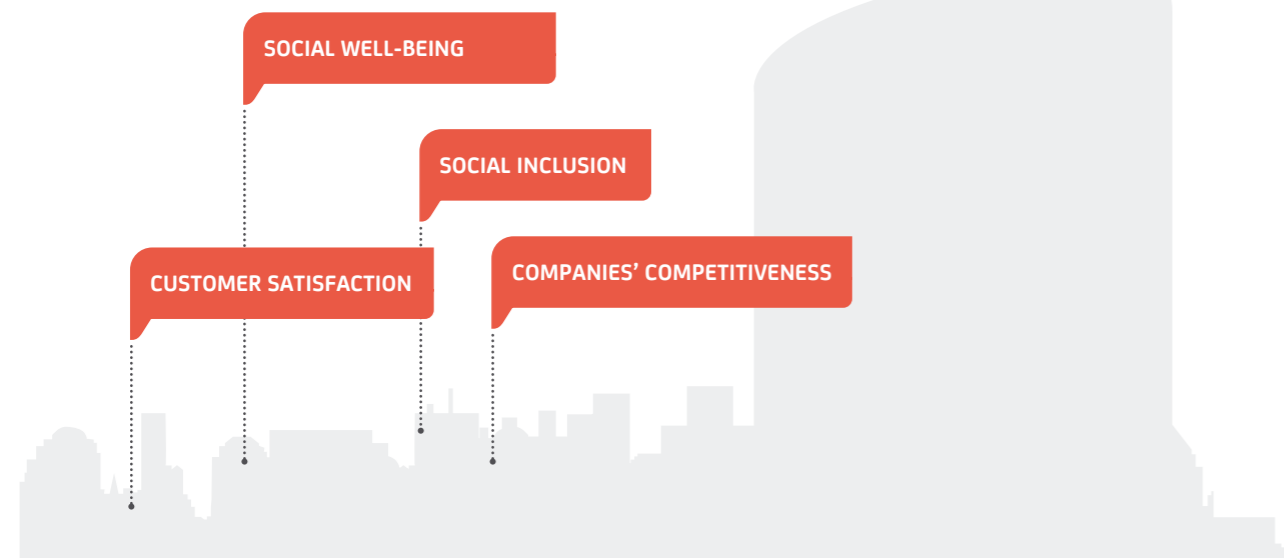 SOCIAL WELL-BEING
SOCIAL INCLUSION
CUSTOMER SATISFACTION
COMPANIES’ COMPETITIVENESS